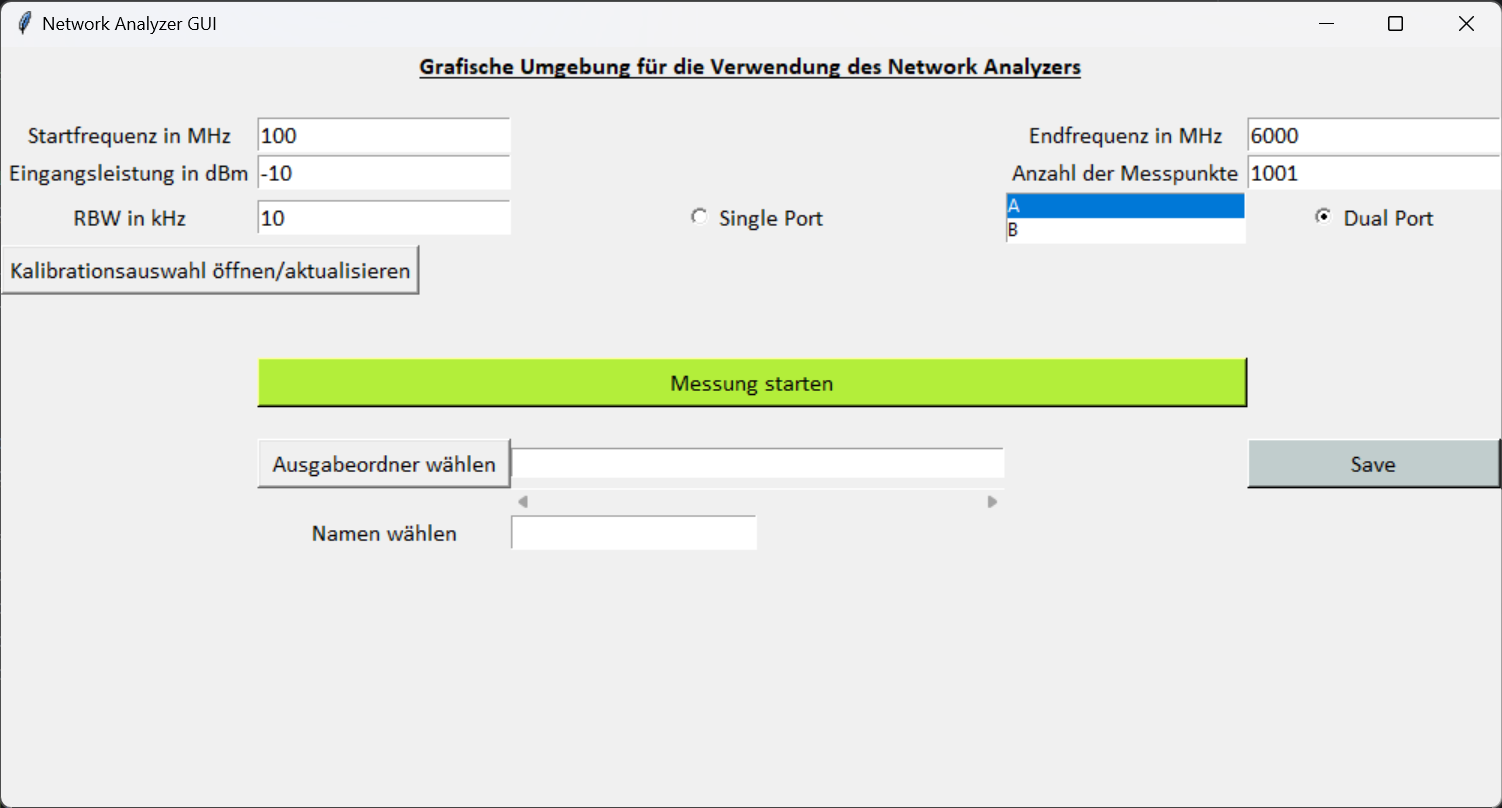 Network Analyzer GUI
Grafische Umgebung für die Verwendung des Network Analyzers
Startfrequenz in MHz 100 Endfrequenz in MHz 6000
Eingangsleistung in dBm -10 Anzahl der Messpunkte 1001
RBW in kHz 10 Single Port A Dual Port
B
Kalibrationsauswahl öffnen/aktualisieren
Messung starten
Ausgabeordner wählen Save
Namen wählen